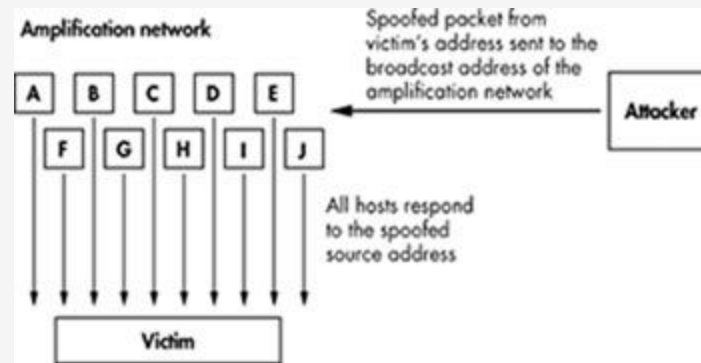 Amplification network
Spoofed packet from
victim's address sent to the
broadcast address of the
amplification network
Attacker
A
B
C
D
E
F
G
H
I
J
All hosts respond
to the spoofed
source address
Victim